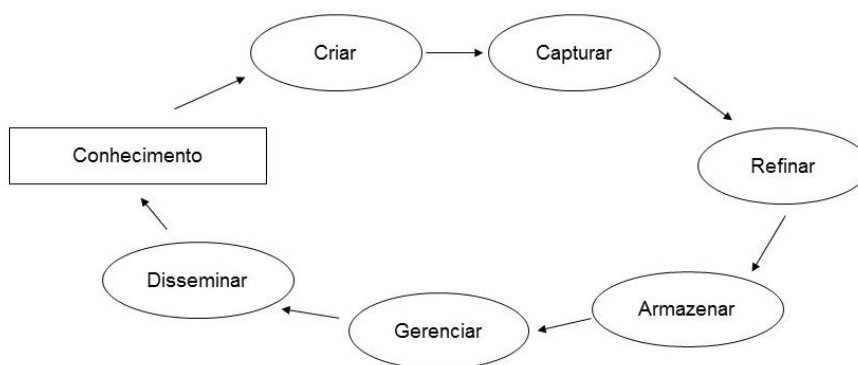 Criar
Capturar
Conhecimento
Refinar
Disseminar
Armazenar
Gerenciar